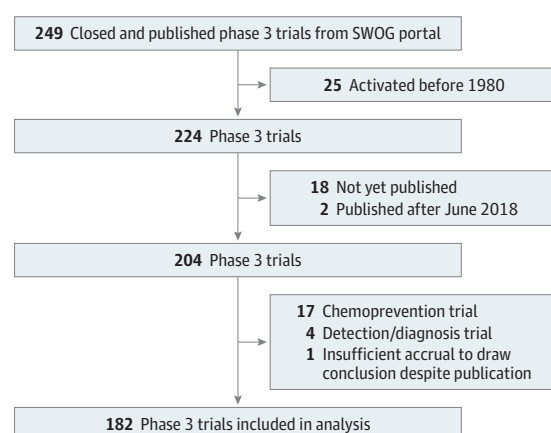 249 Closed and published phase 3 trials from SWOG portal
25 Activated before 1980
224 Phase 3 trials
18 Not yet published
2 Published after June 2018
204 Phase 3 trials
17 Chemoprevention trial
4 Detection/diagnosis trial
1 Insufficient accrual to draw
conclusion despite publication
182 Phase 3 trials included in analysis